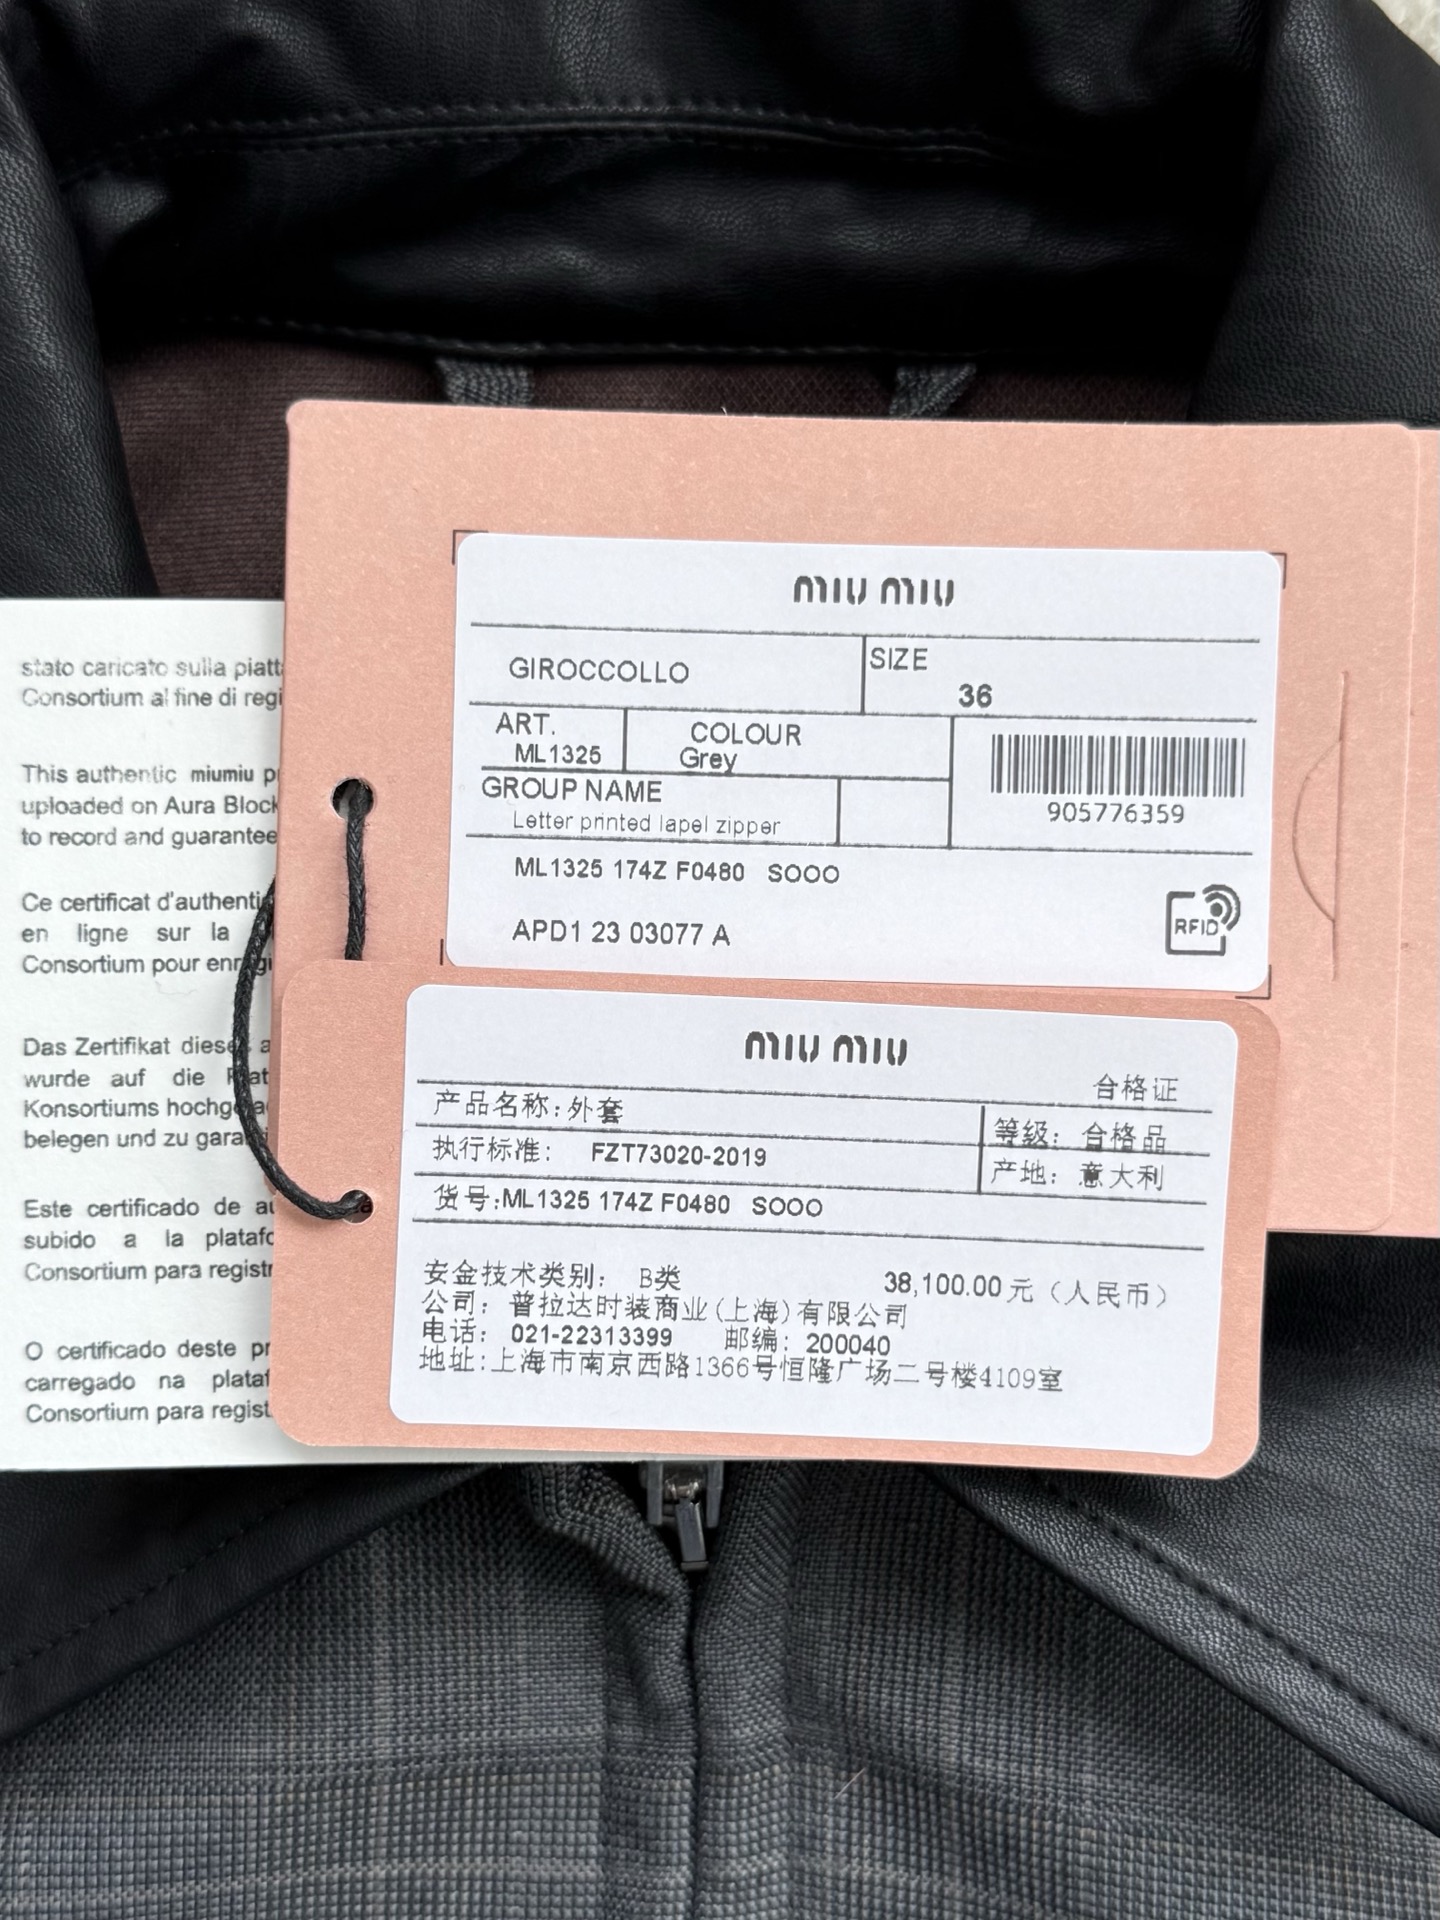 stato caricato sulla piatt
Consortium al fine di regi
This authentic miumiu p
uploaded on Aura Block
to record and guarantee
Ce certificat d'authenti
en ligne sur la
Consortium pour enregi
Das Zertifikat dieses a
wurde auf die Plat
Konsortiums hochgela
belegen und zu garanti
Este certificado de au
subido a la platafo
Consortium para registr
O certificado deste pr
carregado na plataf
Consortium para regist
miu miu
GIROCCOLLO
SIZE
36
ART.
ML1325
COLOUR
Grey
GROUP NAME
Letter printed lapel zipper
905776359
ML1325 174Z F0480 SOOO
APD1 23 03077 A
RFID
miu miu
合格证
产品名称:外套
等级: 合格品
执行标准: FZT73020-2019
产地: 意大利
货号:ML1325 174Z F0480 SOOO
安金技术类别: B类 38,100.00元（人民币）
公司: 普拉达时装商业(上海)有限公司
电话: 021-22313399 邮编: 200040
地址:上海市南京西路1366号恒隆广场二号楼4109室